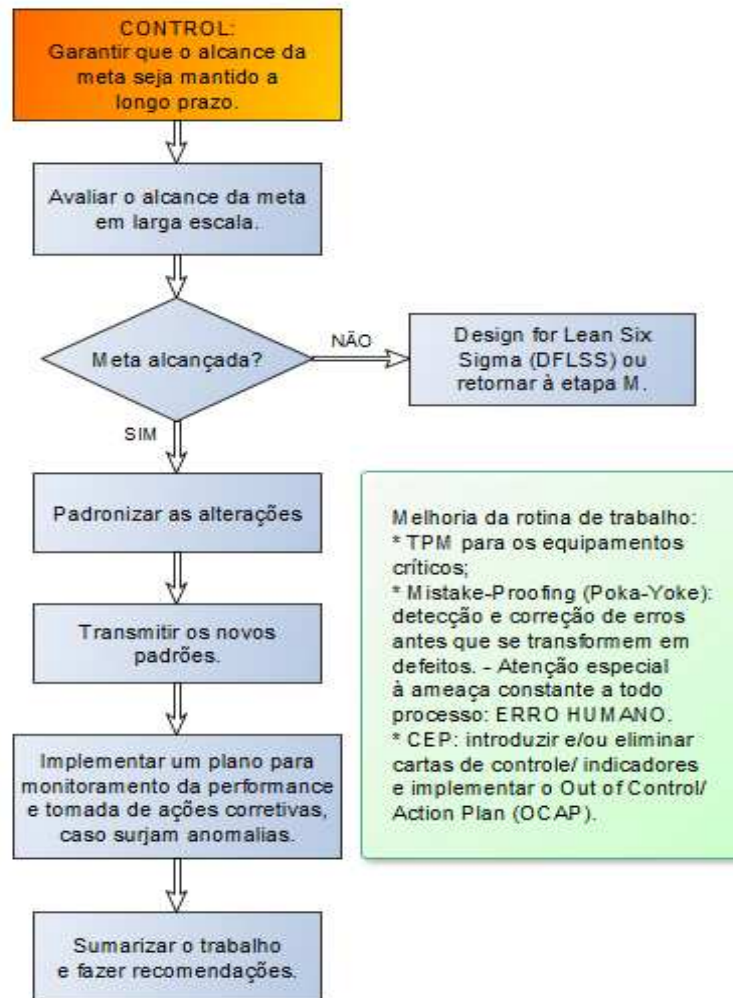 CONTROL:
Garantir que o alcance da
meta seja mantido a
longo prazo.
Avaliar o alcance da meta
em larga escala.
Meta alcançada?
NÃO
Design for Lean Six
Sigma (DFLSS) ou
retornar à etapa M.
SIM
Padronizar as alterações
Transmitir os novos
padrões.
Implementar um plano para
monitoramento da performance
e tomada de ações corretivas,
caso surjam anomalias.
Sumarizar o trabalho
e fazer recomendações.
Melhoria da rotina de trabalho:
* TPM para os equipamentos
críticos;
* Mistake-Proofing (Poka-Yoke):
detecção e correção de erros
antes que se transformem em
defeitos. - Atenção especial
à ameaça constante a todo
processo: ERRO HUMANO.
* CEP: introduzir e/ou eliminar
cartas de controle/ indicadores
e implementar o Out of Control/
Action Plan (OCAP).